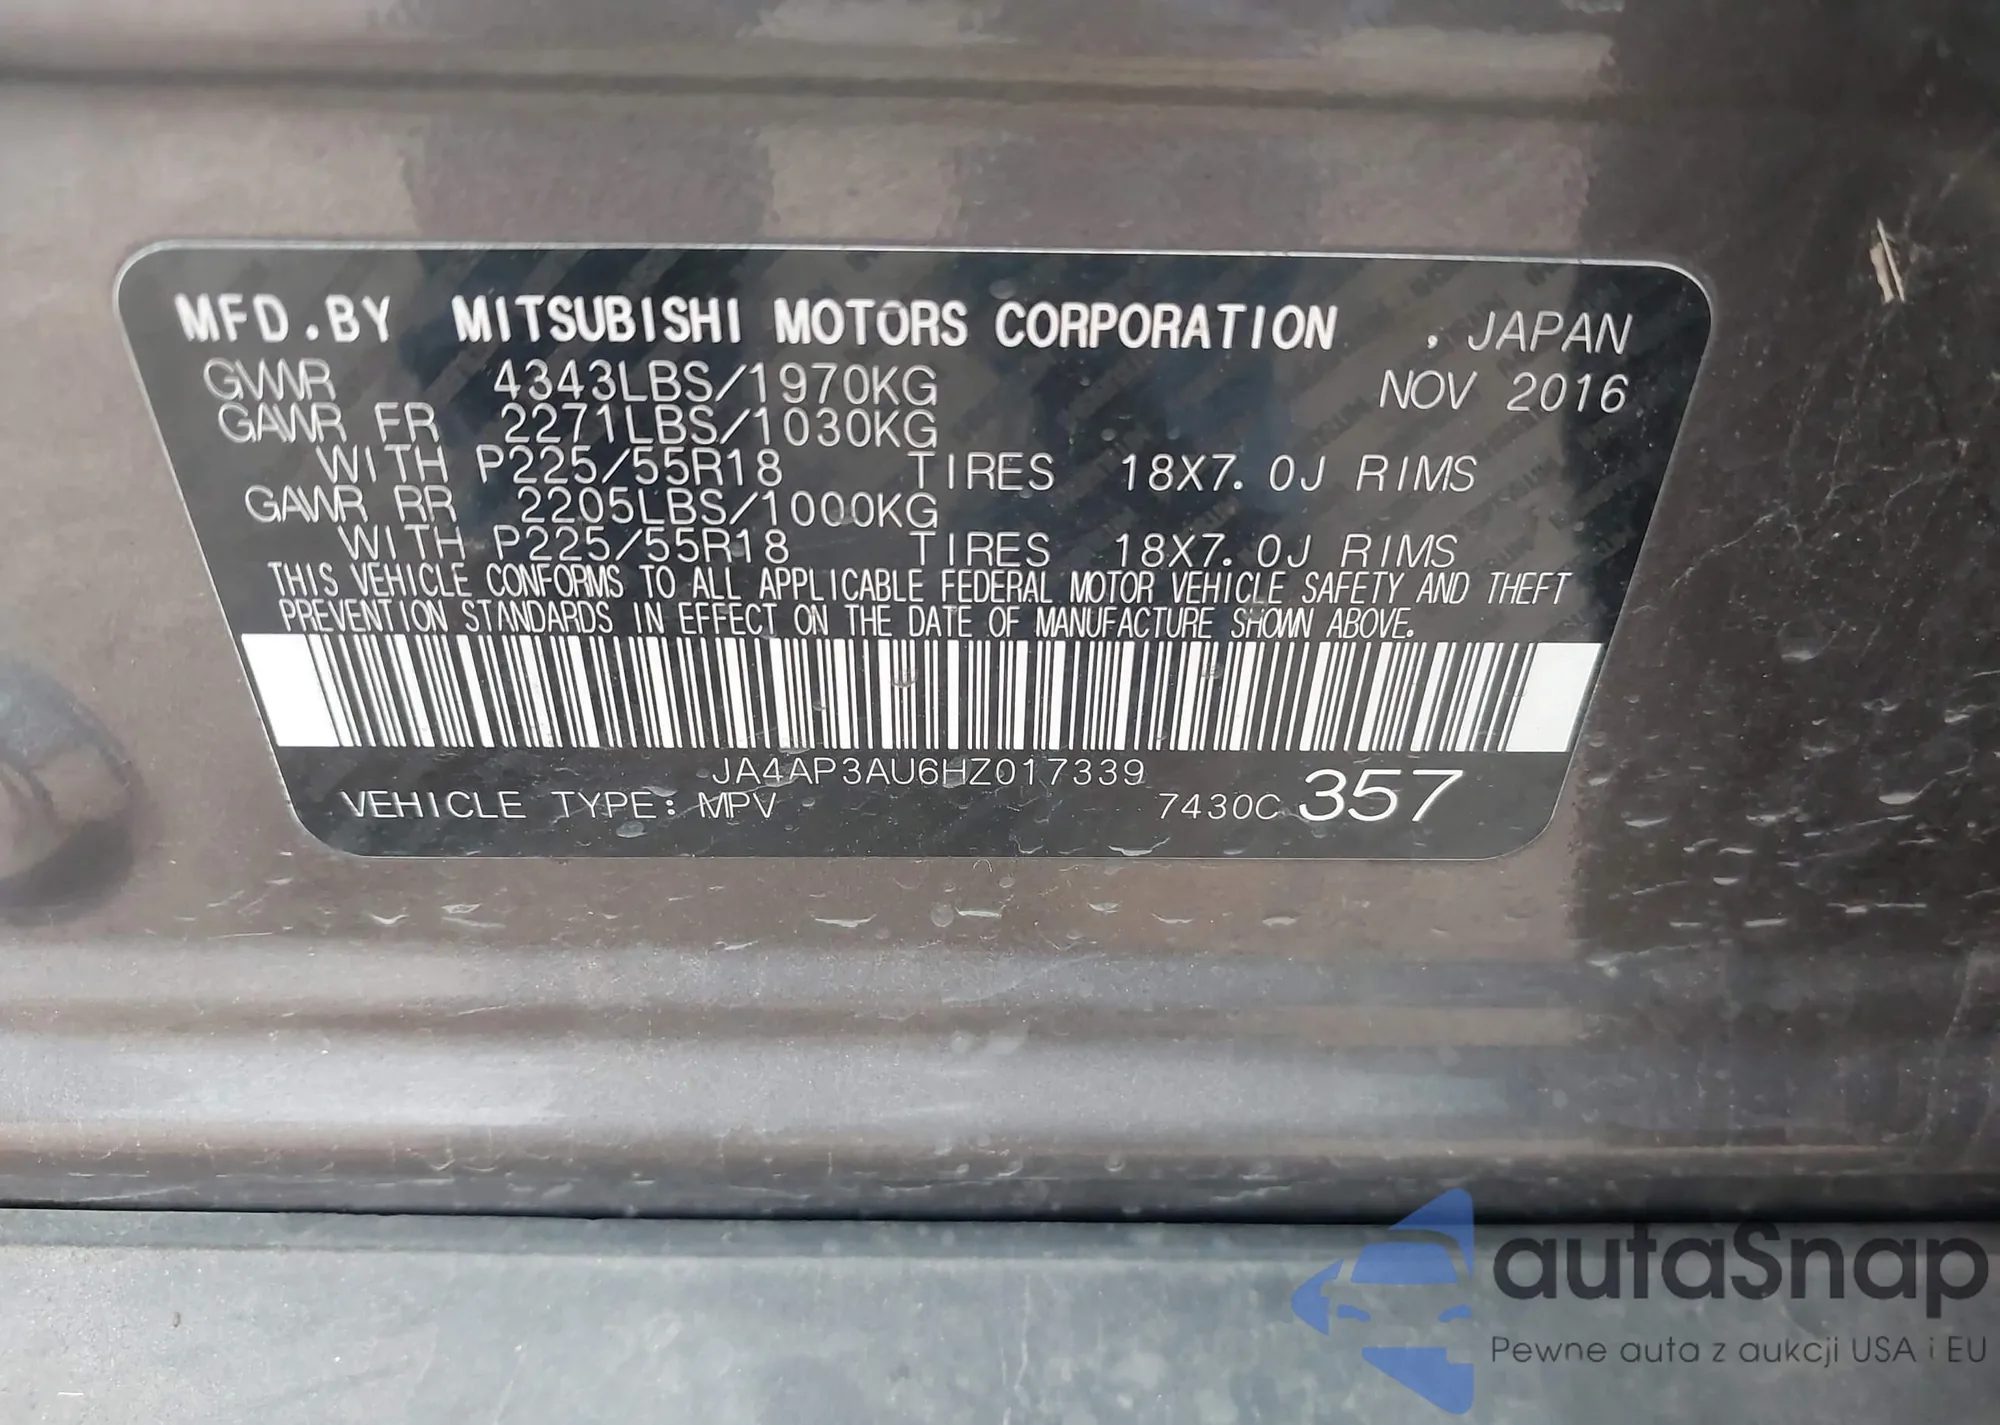 MFD.BY MITSUBISHI MOTORS CORPORATION , JAPAN
GVWR 4343LBS/1970KG NOV 2016
GAWR FR 2271LBS/1030KG
WITH P225/55R18 TIRES 18X7.0J RIMS
GAWR RR 2205LBS/1000KG
WITH P225/55R18 TIRES 18X7.0J RIMS
THIS VEHICLE CONFORMS TO ALL APPLICABLE FEDERAL MOTOR VEHICLE SAFETY AND THEFT
PREVENTION STANDARDS IN EFFECT ON THE DATE OF MANUFACTURE SHOWN ABOVE.
JA4AP3AU6HZ017339
VEHICLE TYPE: MPV 7430C 357
autaSnap
Pewne auta z aukcji USA i EU